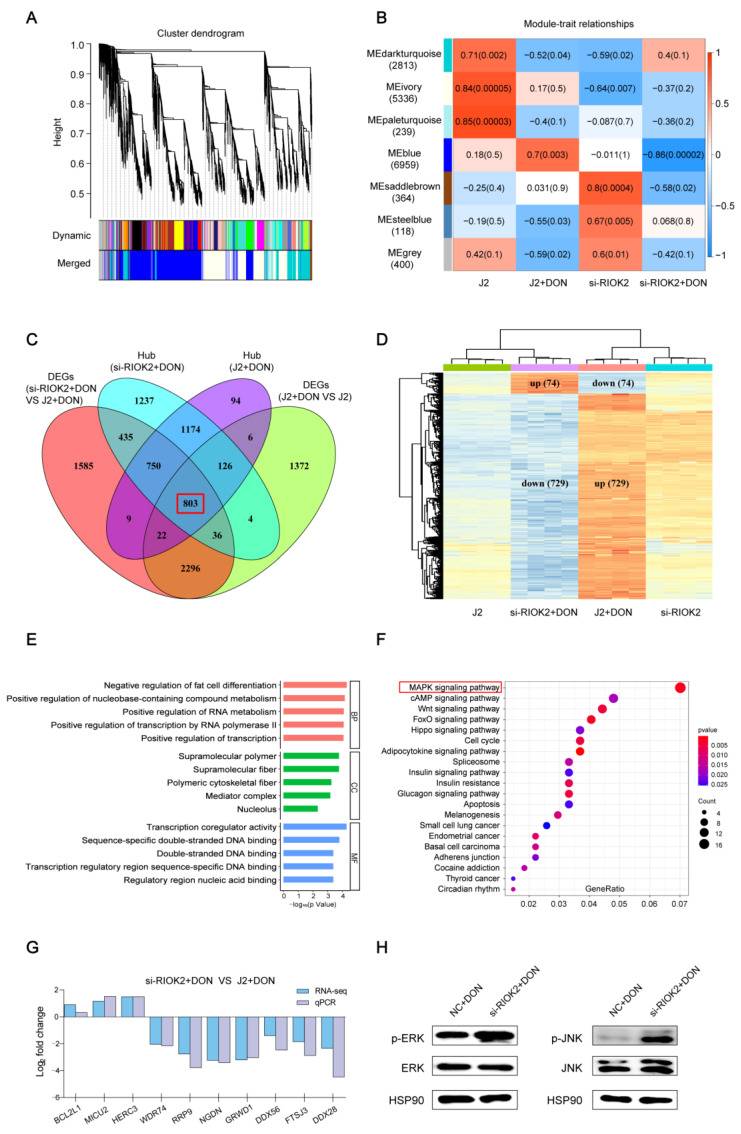 A
Cluster dendrogram
Height
1.0
0.9
0.8
0.7
0.6
0.5
Dynamic
Merged
B
Module-trait relationships
MEdarkturquoise
(2813)
0.71(0.002) −0.52(0.04) −0.59(0.02) 0.4(0.1)
MEivory
(5336)
0.84(0.00005) 0.17(0.5) −0.64(0.007) −0.37(0.2)
MEpaleturquoise
(239)
0.85(0.00003) −0.4(0.1) −0.087(0.7) −0.36(0.2)
MEblue
(6959)
0.18(0.5) 0.7(0.003) −0.011(1) −0.86(0.00002)
MEsaddlebrown
(364)
−0.25(0.4) 0.031(0.9) 0.8(0.0004) −0.58(0.02)
MEsteelblue
(118)
−0.19(0.5) −0.55(0.03) 0.67(0.005) 0.068(0.8)
MEgrey
(400)
0.42(0.1) −0.59(0.02) 0.6(0.01) −0.42(0.1)
J2 J2+DON si-RIOK2 si-RIOK2+DON
1
0.5
0
−0.5
−1
C
Hub
(si-RIOK2+DON)
Hub
(J2+DON)
DEGs
(si-RIOK2+DON
VS J2+DON)
DEGs
(J2+DON VS J2)
1237
94
1174
435
6
1585
750
126
1372
803
9
4
22
36
2296
D
up (74) down (74)
down (729) up (729)
J2 si-RIOK2+DON J2+DON si-RIOK2
E
Negative regulation of fat cell differentiation
Positive regulation of nucleobase-containing compound metabolism
Positive regulation of RNA metabolism
Positive regulation of transcription by RNA polymerase II
Positive regulation of transcription
BP
Supramolecular polymer
Supramolecular fiber
Polymeric cytoskeletal fiber
Mediator complex
Nucleolus
CC
Transcription coregulator activity
Sequence-specific double-stranded DNA binding
Double-stranded DNA binding
Transcription regulatory region sequence-specific DNA binding
Regulatory region nucleic acid binding
MF
0 1 2 3 4
−log₁₀(p Value)
F
MAPK signaling pathway
cAMP signaling pathway
Wnt signaling pathway
FoxO signaling pathway
Hippo signaling pathway
Cell cycle
Adipocytokine signaling pathway
Spliceosome
Insulin signaling pathway
Insulin resistance
Glucagon signaling pathway
Apoptosis
Melanogenesis
Small cell lung cancer
Endometrial cancer
Basal cell carcinoma
Adherens junction
Cocaine addiction
Thyroid cancer
Circadian rhythm
GeneRatio
0.02 0.03 0.04 0.05 0.06 0.07
pvalue
0.005
0.010
0.015
0.020
0.025
Count
4
8
12
16
G
si-RIOK2+DON VS J2+DON
RNA-seq
qPCR
Log₂ fold change
2
0
−2
−4
−6
BCL2L1 MICU2 HERC3 WDR74 RRP9 NGDN GRWD1 DDX56 FTSJ3 DDX28
H
NC+DON si-RIOK2+DON
p-ERK
ERK
HSP90
NC+DON si-RIOK2+DON
p-JNK
JNK
HSP90